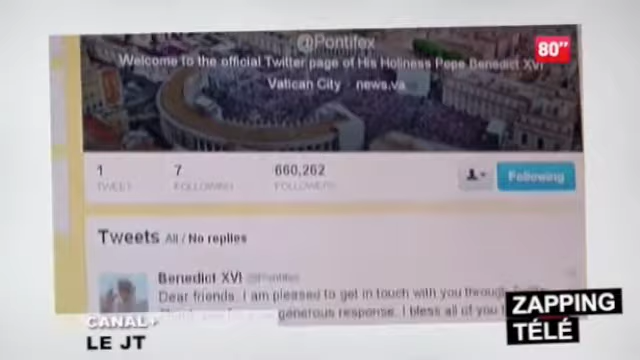 @Pontifex
80"
Welcome to the official Twitter page of His Holiness Pope Benedict XVI
Vatican City · news.va
1
TWEET
7
FOLLOWING
660,262
FOLLOWERS
Following
Tweets All / No replies
Benedict XVI @Pontifex
Dear friends, I am pleased to get in touch with you through
generous response. I bless all of you
CANAL+
LE JT
ZAPPING
TÉLÉ